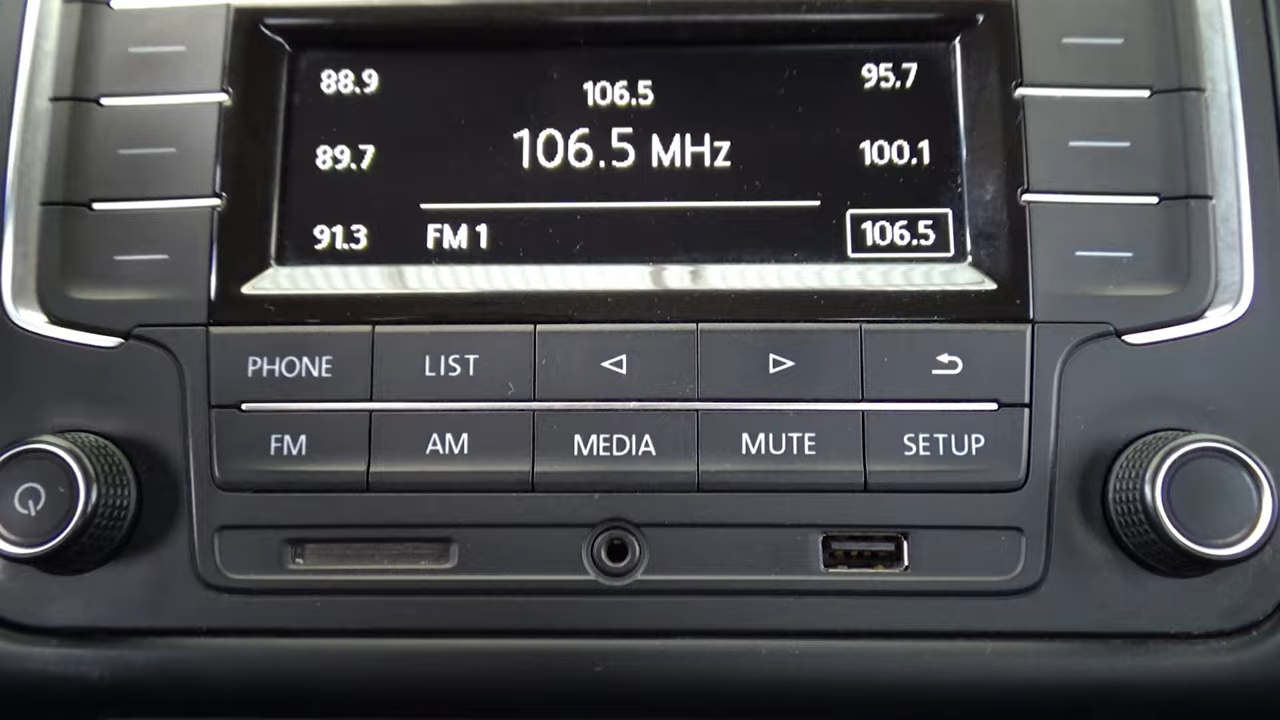 88.9 106.5 95.7
89.7 106.5 MHz 100.1
91.3 FM 1 106.5
PHONE LIST
FM AM MEDIA MUTE SETUP